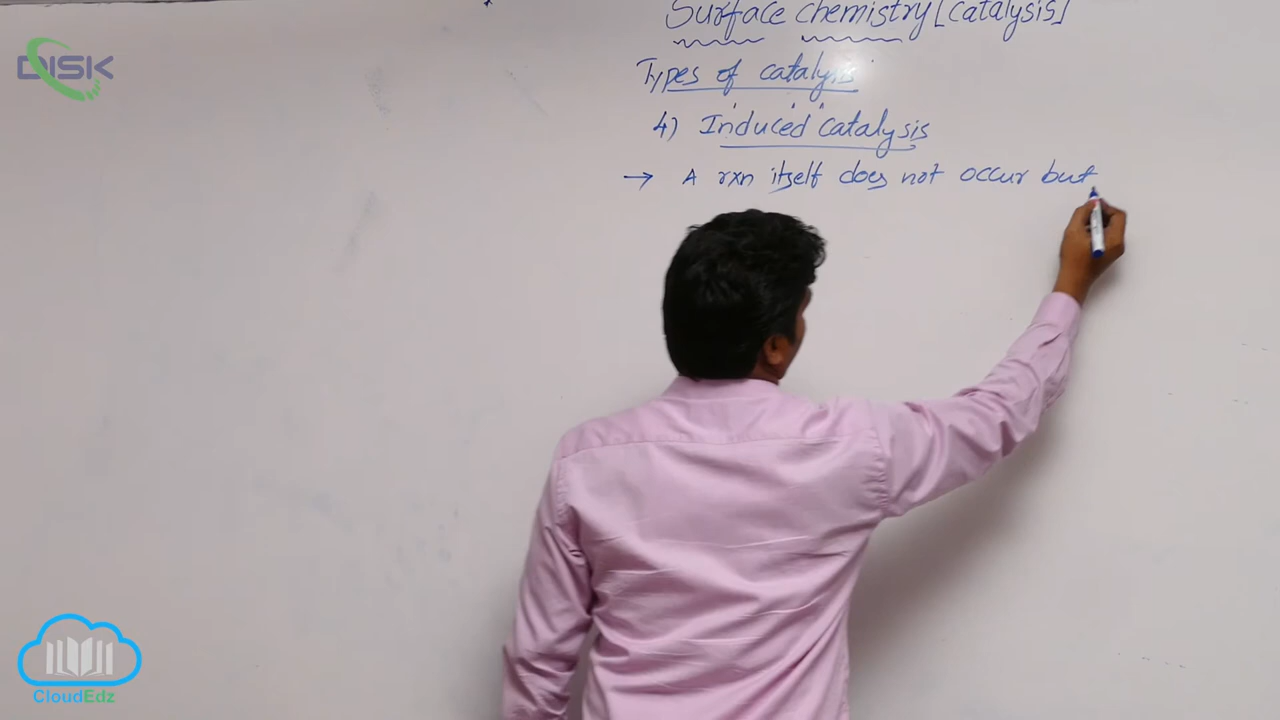 Surface chemistry [catalysis]
DISK
Types of catalysis
4) Induced catalysis
→ A rxn itself does not occur but
CloudEdz